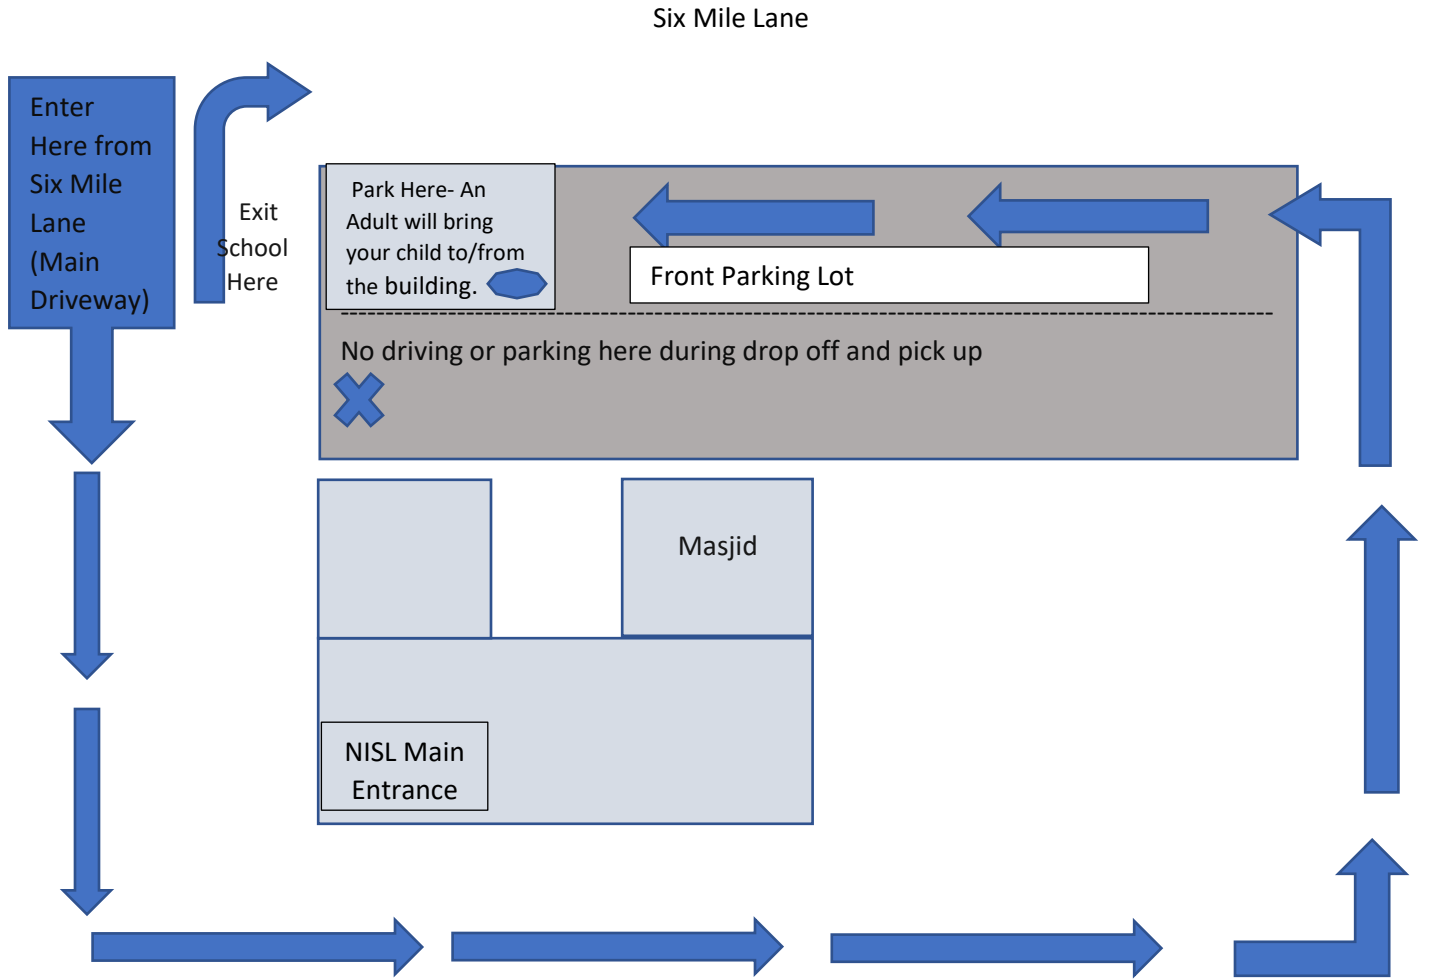 Six Mile Lane
Enter
Here from
Six Mile
Lane
(Main
Driveway)
Exit
School
Here
Park Here- An
Adult will bring
your child to/from
the building.
Front Parking Lot
No driving or parking here during drop off and pick up
Masjid
NISL Main
Entrance